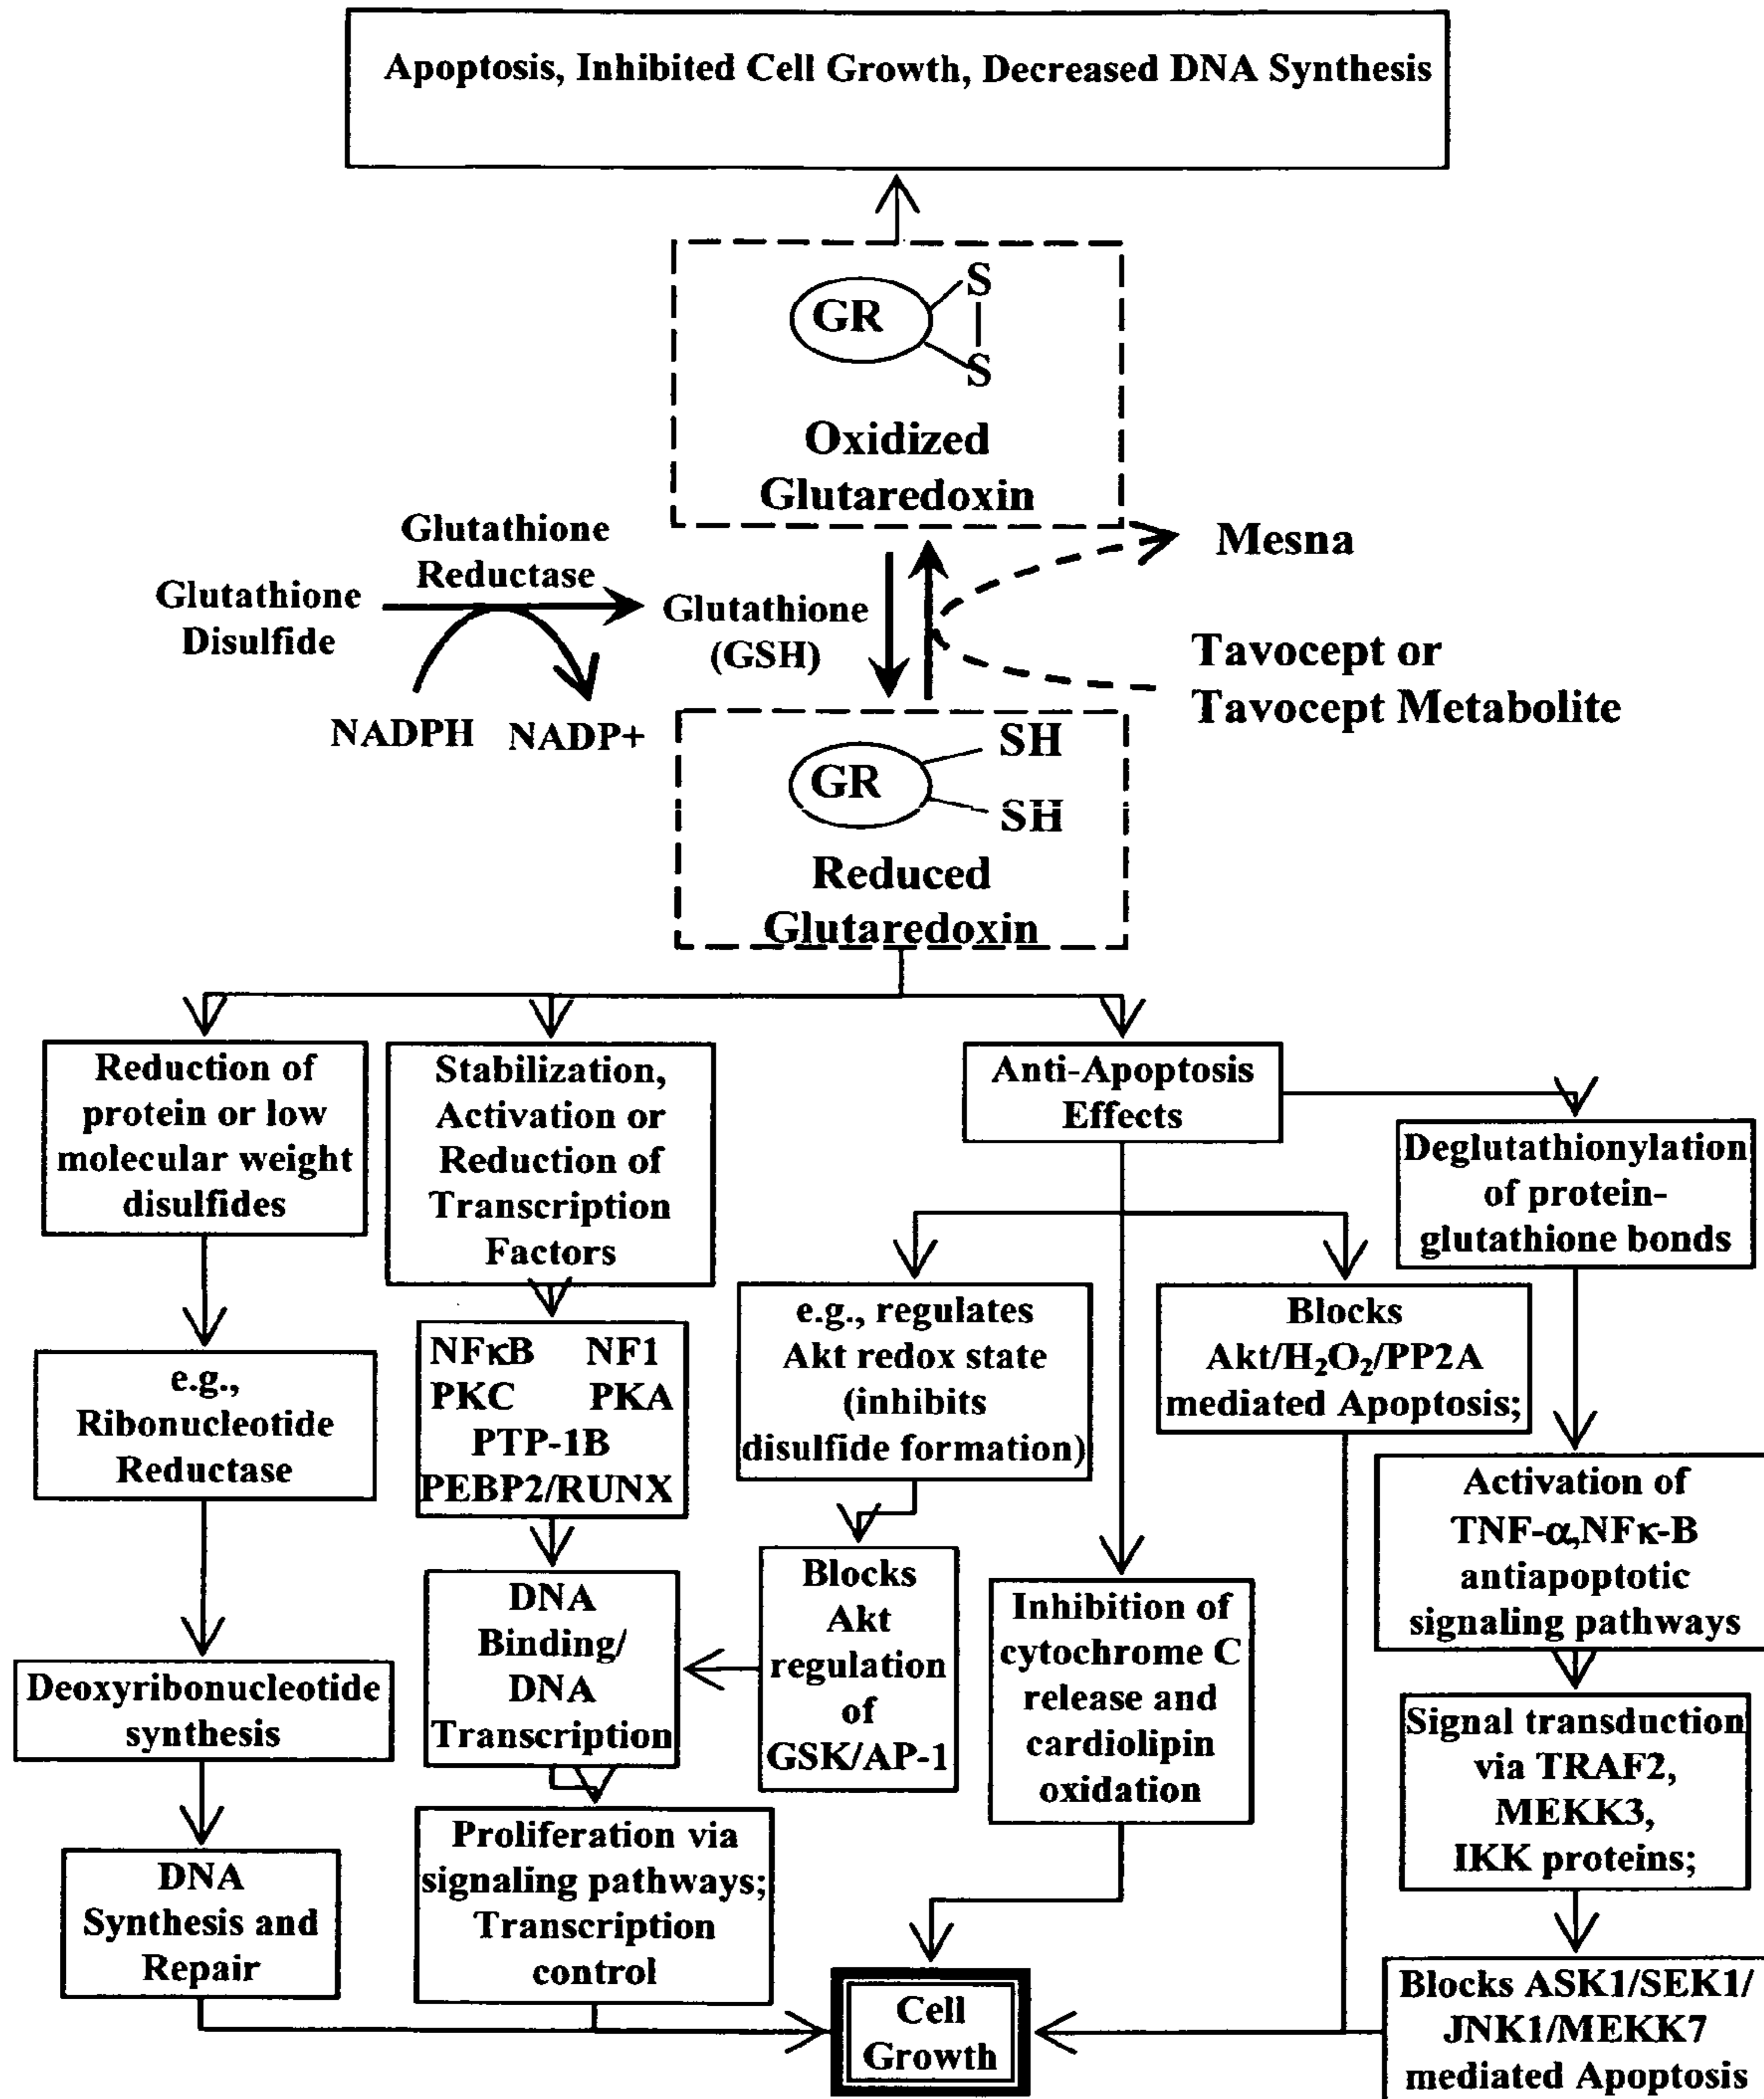 Apoptosis, Inhibited Cell Growth, Decreased DNA Synthesis
GR
S
S
Oxidized
Glutaredoxin
Glutathione
Reductase
Glutathione
Disulfide
NADPH NADP+
Glutathione
(GSH)
Mesna
Tavocept or
Tavocept Metabolite
GR
SH
SH
Reduced
Glutaredoxin
Reduction of
protein or low
molecular weight
disulfides
e.g.,
Ribonucleotide
Reductase
Deoxyribonucleotide
synthesis
DNA
Synthesis and
Repair
Stabilization,
Activation or
Reduction of
Transcription
Factors
NFκB NF1
PKC PKA
PTP-1B
PEBP2/RUNX
DNA
Binding/
DNA
Transcription
Proliferation via
signaling pathways;
Transcription
control
Anti-Apoptosis
Effects
e.g., regulates
Akt redox state
(inhibits
disulfide formation)
Blocks
Akt
regulation
of
GSK/AP-1
Inhibition of
cytochrome C
release and
cardiolipin
oxidation
Blocks
Akt/H₂O₂/PP2A
mediated Apoptosis;
Deglutathionylation
of protein-
glutathione bonds
Activation of
TNF-α,NFκ-B
antiapoptotic
signaling pathways
Signal transduction
via TRAF2,
MEKK3,
IKK proteins;
Blocks ASK1/SEK1/
JNK1/MEKK7
mediated Apoptosis
Cell
Growth